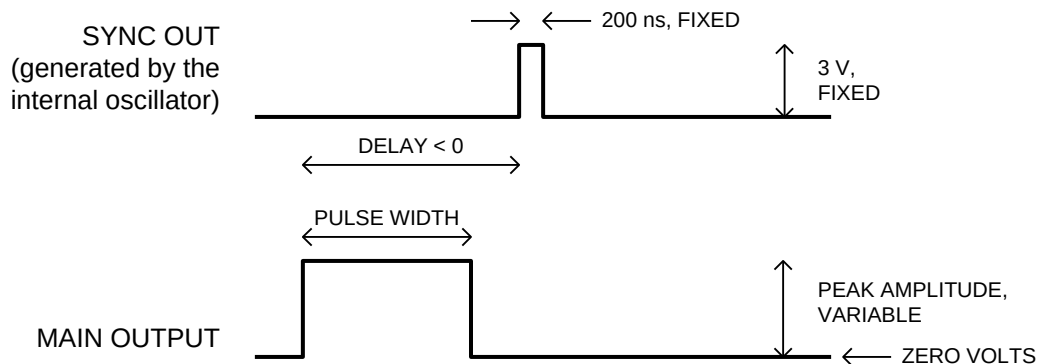 SYNC OUT
(generated by the
internal oscillator)
200 ns, FIXED
3 V,
FIXED
DELAY < 0
PULSE WIDTH
PEAK AMPLITUDE,
VARIABLE
MAIN OUTPUT
ZERO VOLTS